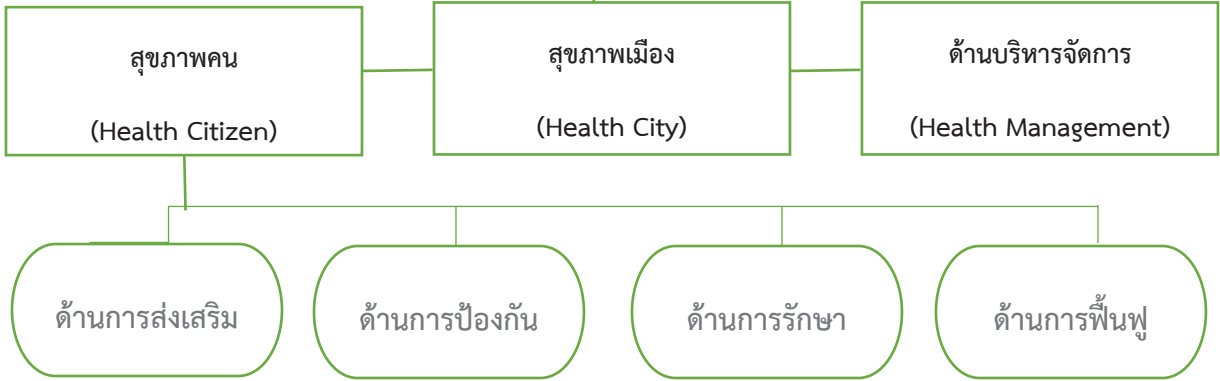 สุขภาพคน
(Health Citizen)
สุขภาพเมือง
(Health City)
ด้านบริหารจัดการ
(Health Management)
ด้านการส่งเสริม
ด้านการป้องกัน
ด้านการรักษา
ด้านการฟื้นฟู